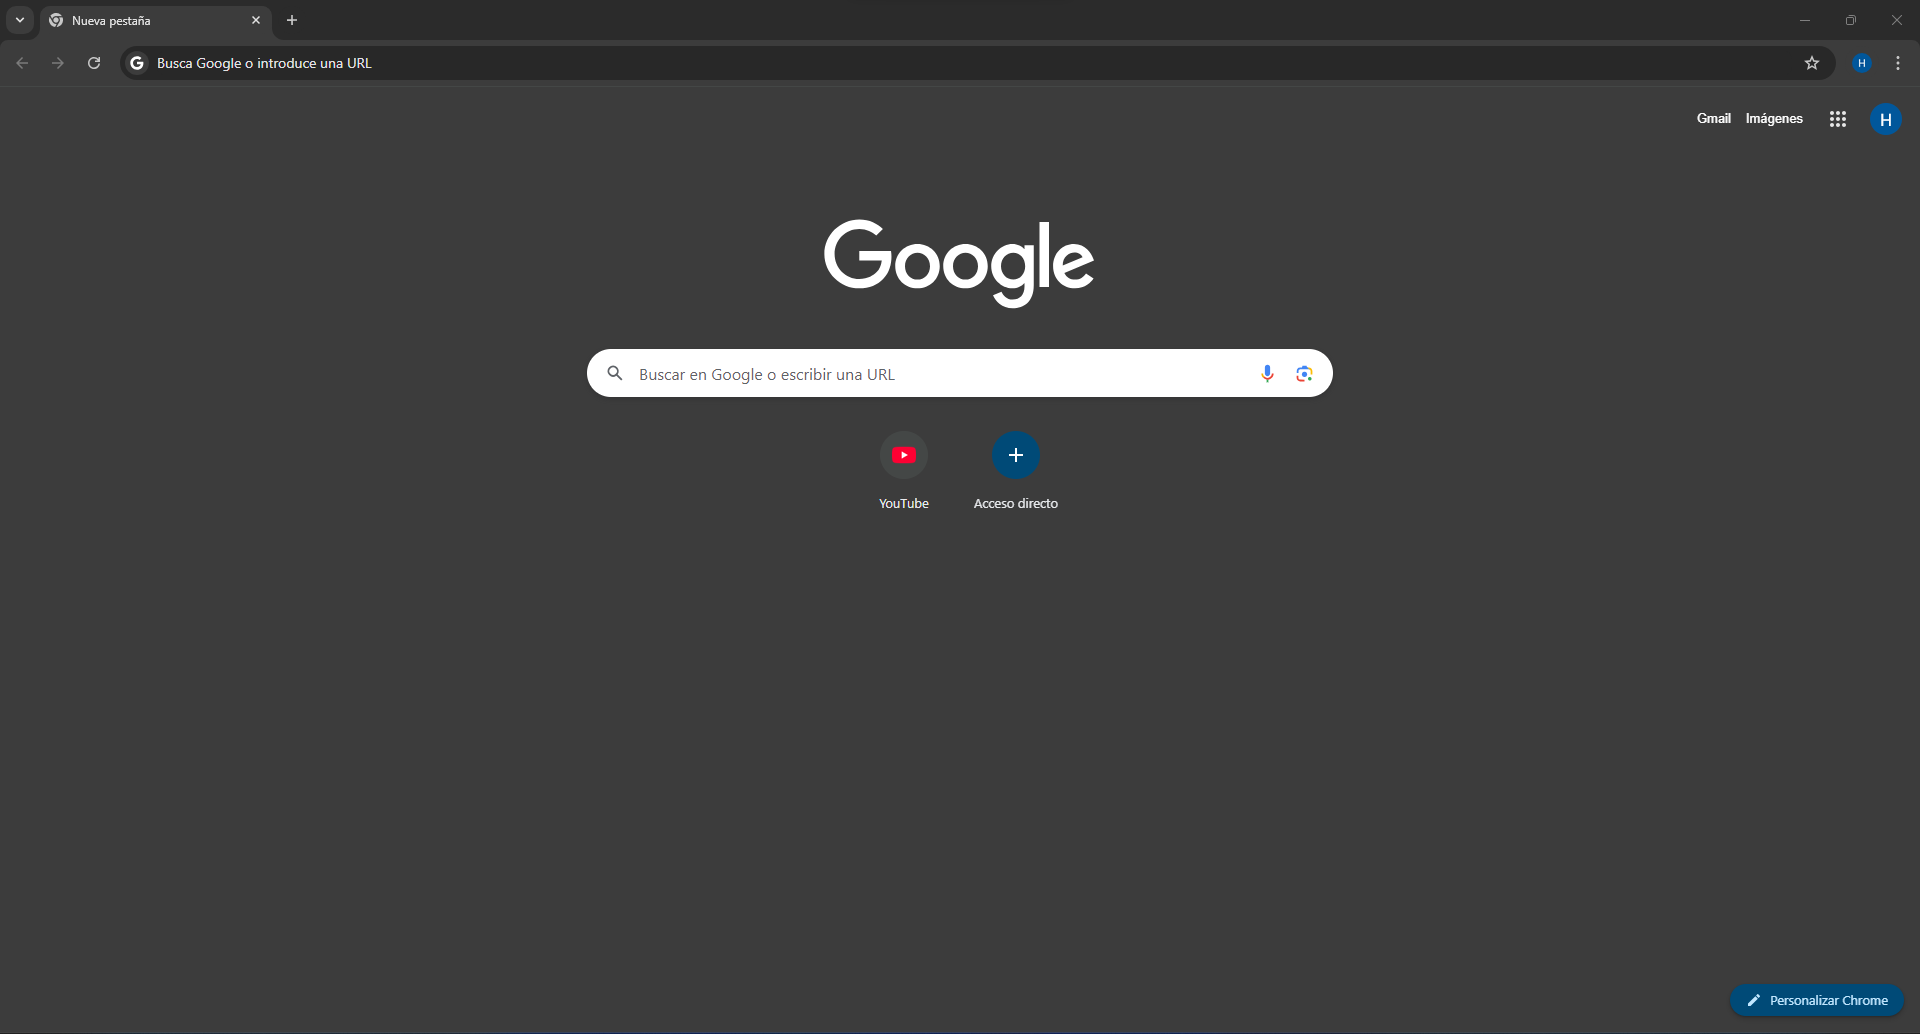 Nueva pestaña
Busca Google o introduce una URL
H
Gmail
Imágenes
H
Google
Buscar en Google o escribir una URL
YouTube
Acceso directo
Personalizar Chrome